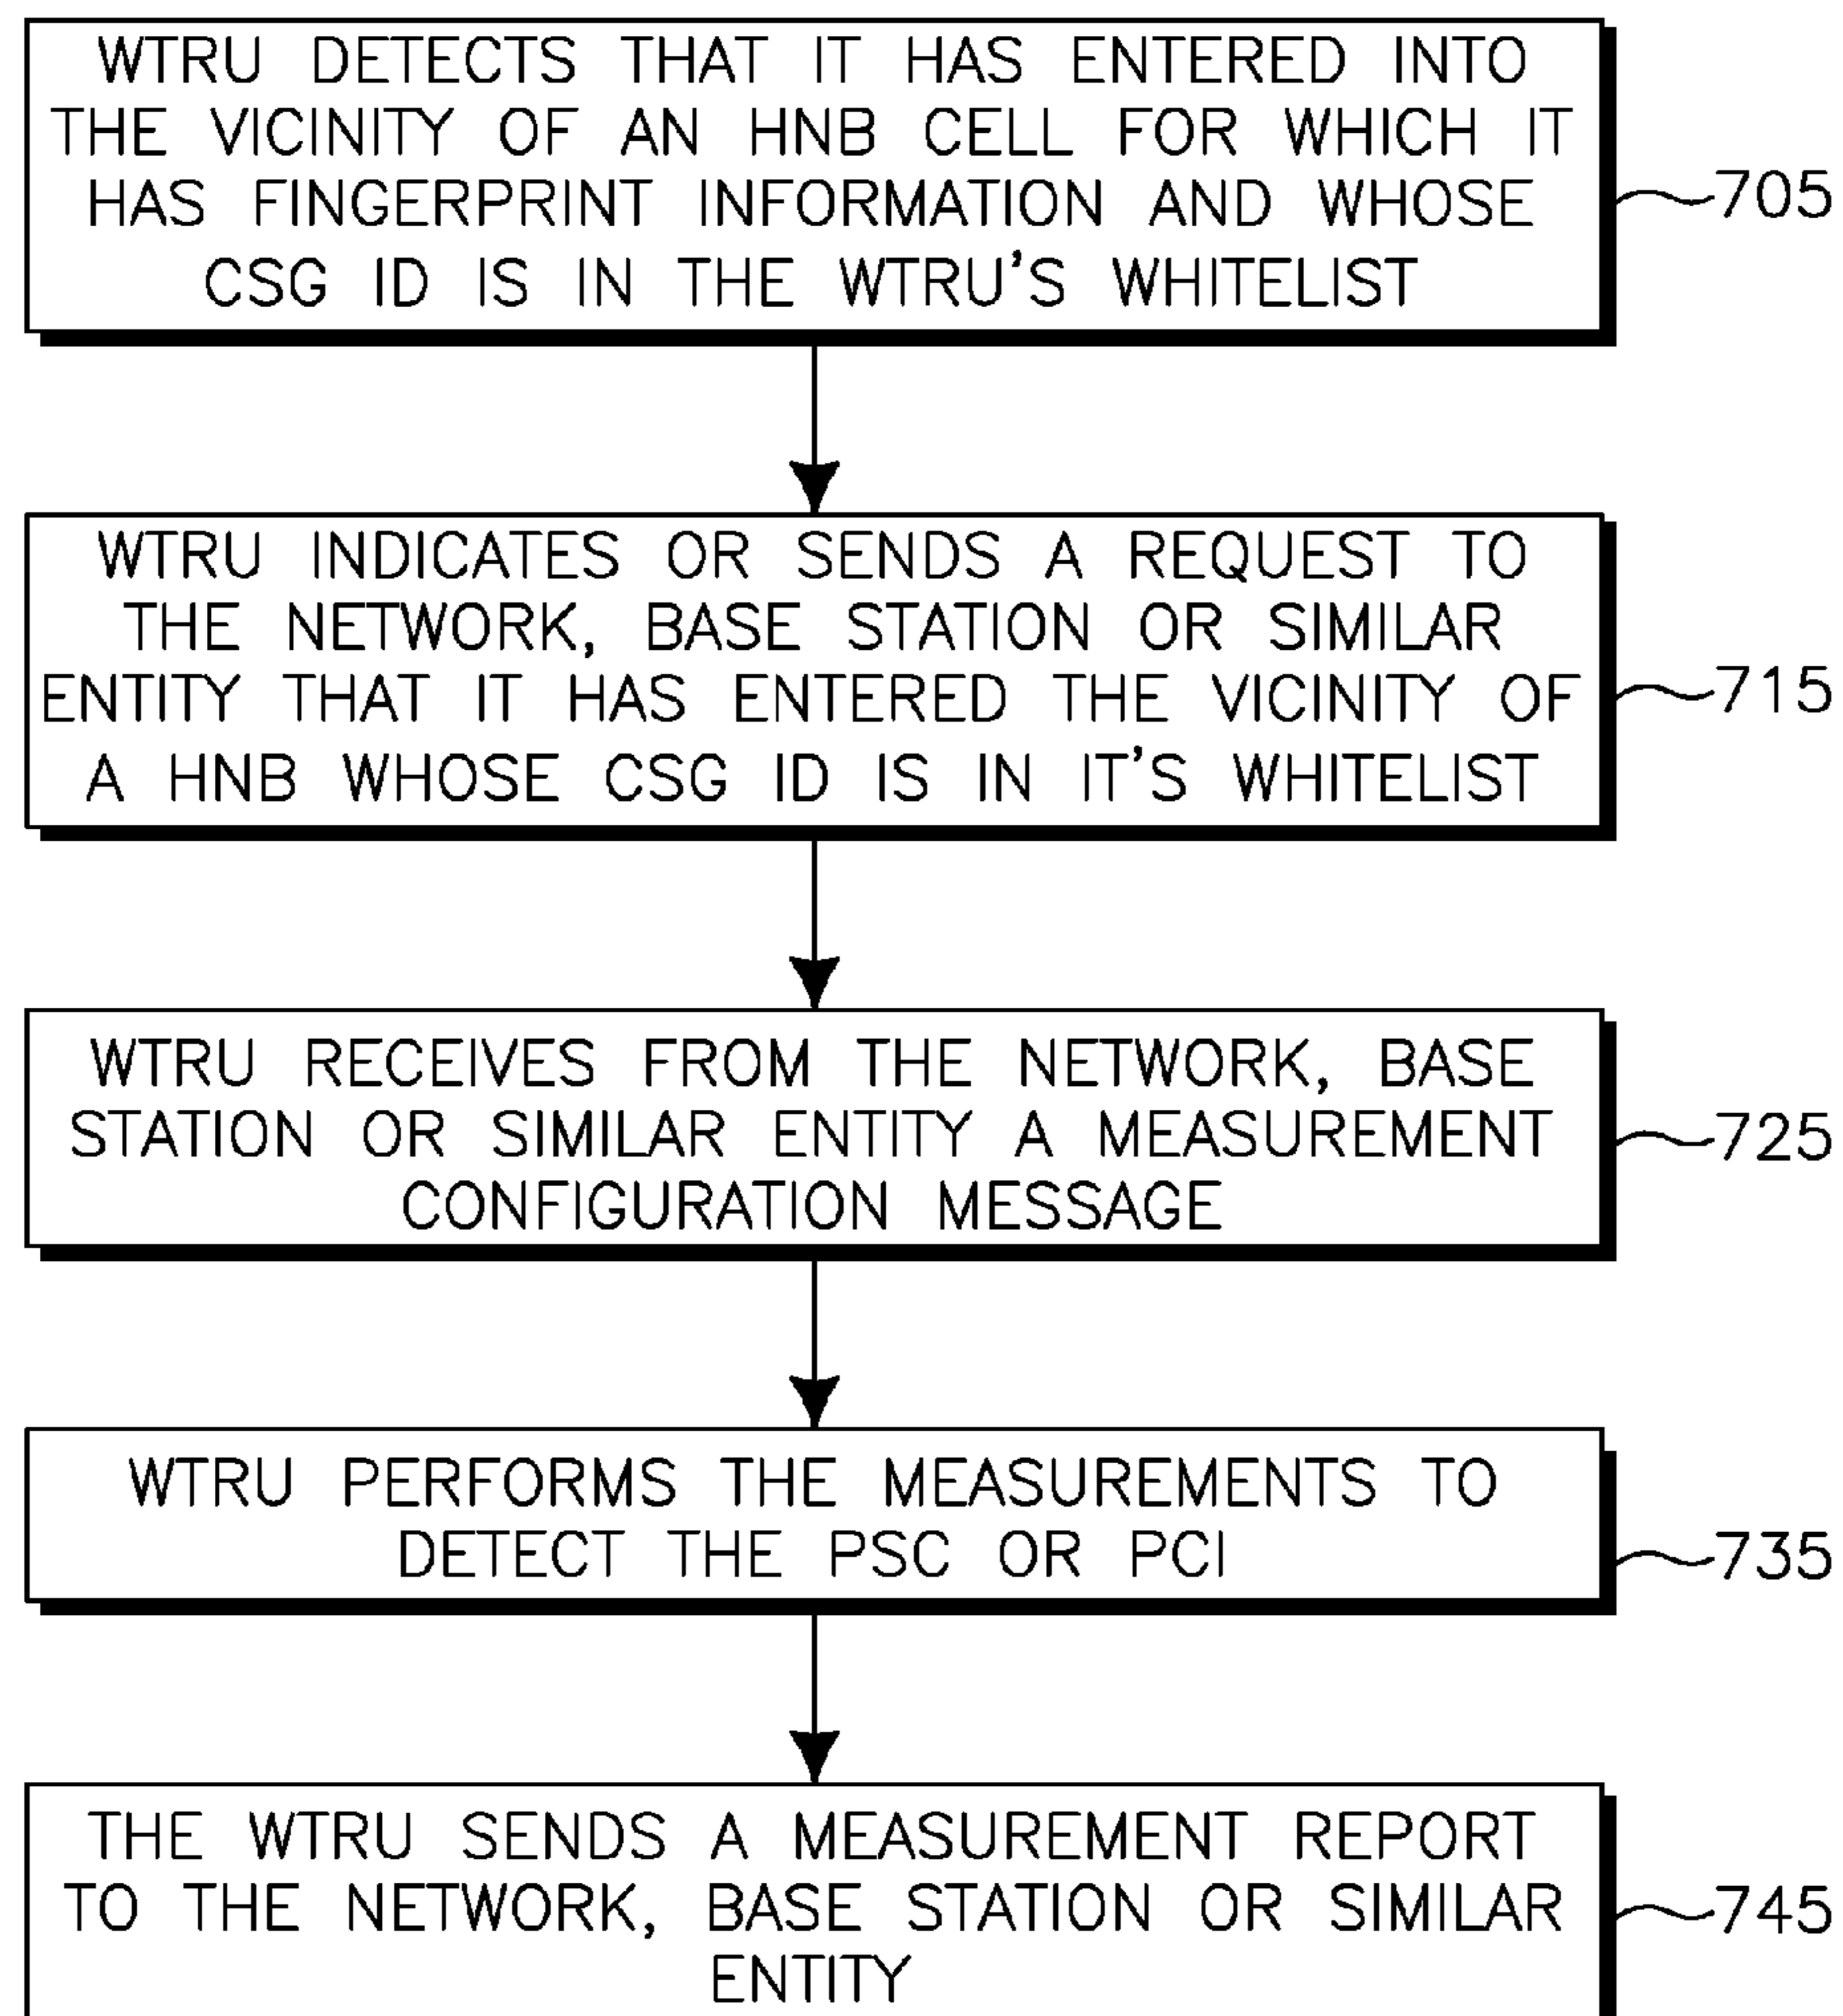 WTRU DETECTS THAT IT HAS ENTERED INTO
THE VICINITY OF AN HNB CELL FOR WHICH IT
HAS FINGERPRINT INFORMATION AND WHOSE
CSG ID IS IN THE WTRU'S WHITELIST
705
WTRU INDICATES OR SENDS A REQUEST TO
THE NETWORK, BASE STATION OR SIMILAR
ENTITY THAT IT HAS ENTERED THE VICINITY OF
A HNB WHOSE CSG ID IS IN IT'S WHITELIST
715
WTRU RECEIVES FROM THE NETWORK, BASE
STATION OR SIMILAR ENTITY A MEASUREMENT
CONFIGURATION MESSAGE
725
WTRU PERFORMS THE MEASUREMENTS TO
DETECT THE PSC OR PCI
735
THE WTRU SENDS A MEASUREMENT REPORT
TO THE NETWORK, BASE STATION OR SIMILAR
ENTITY
745